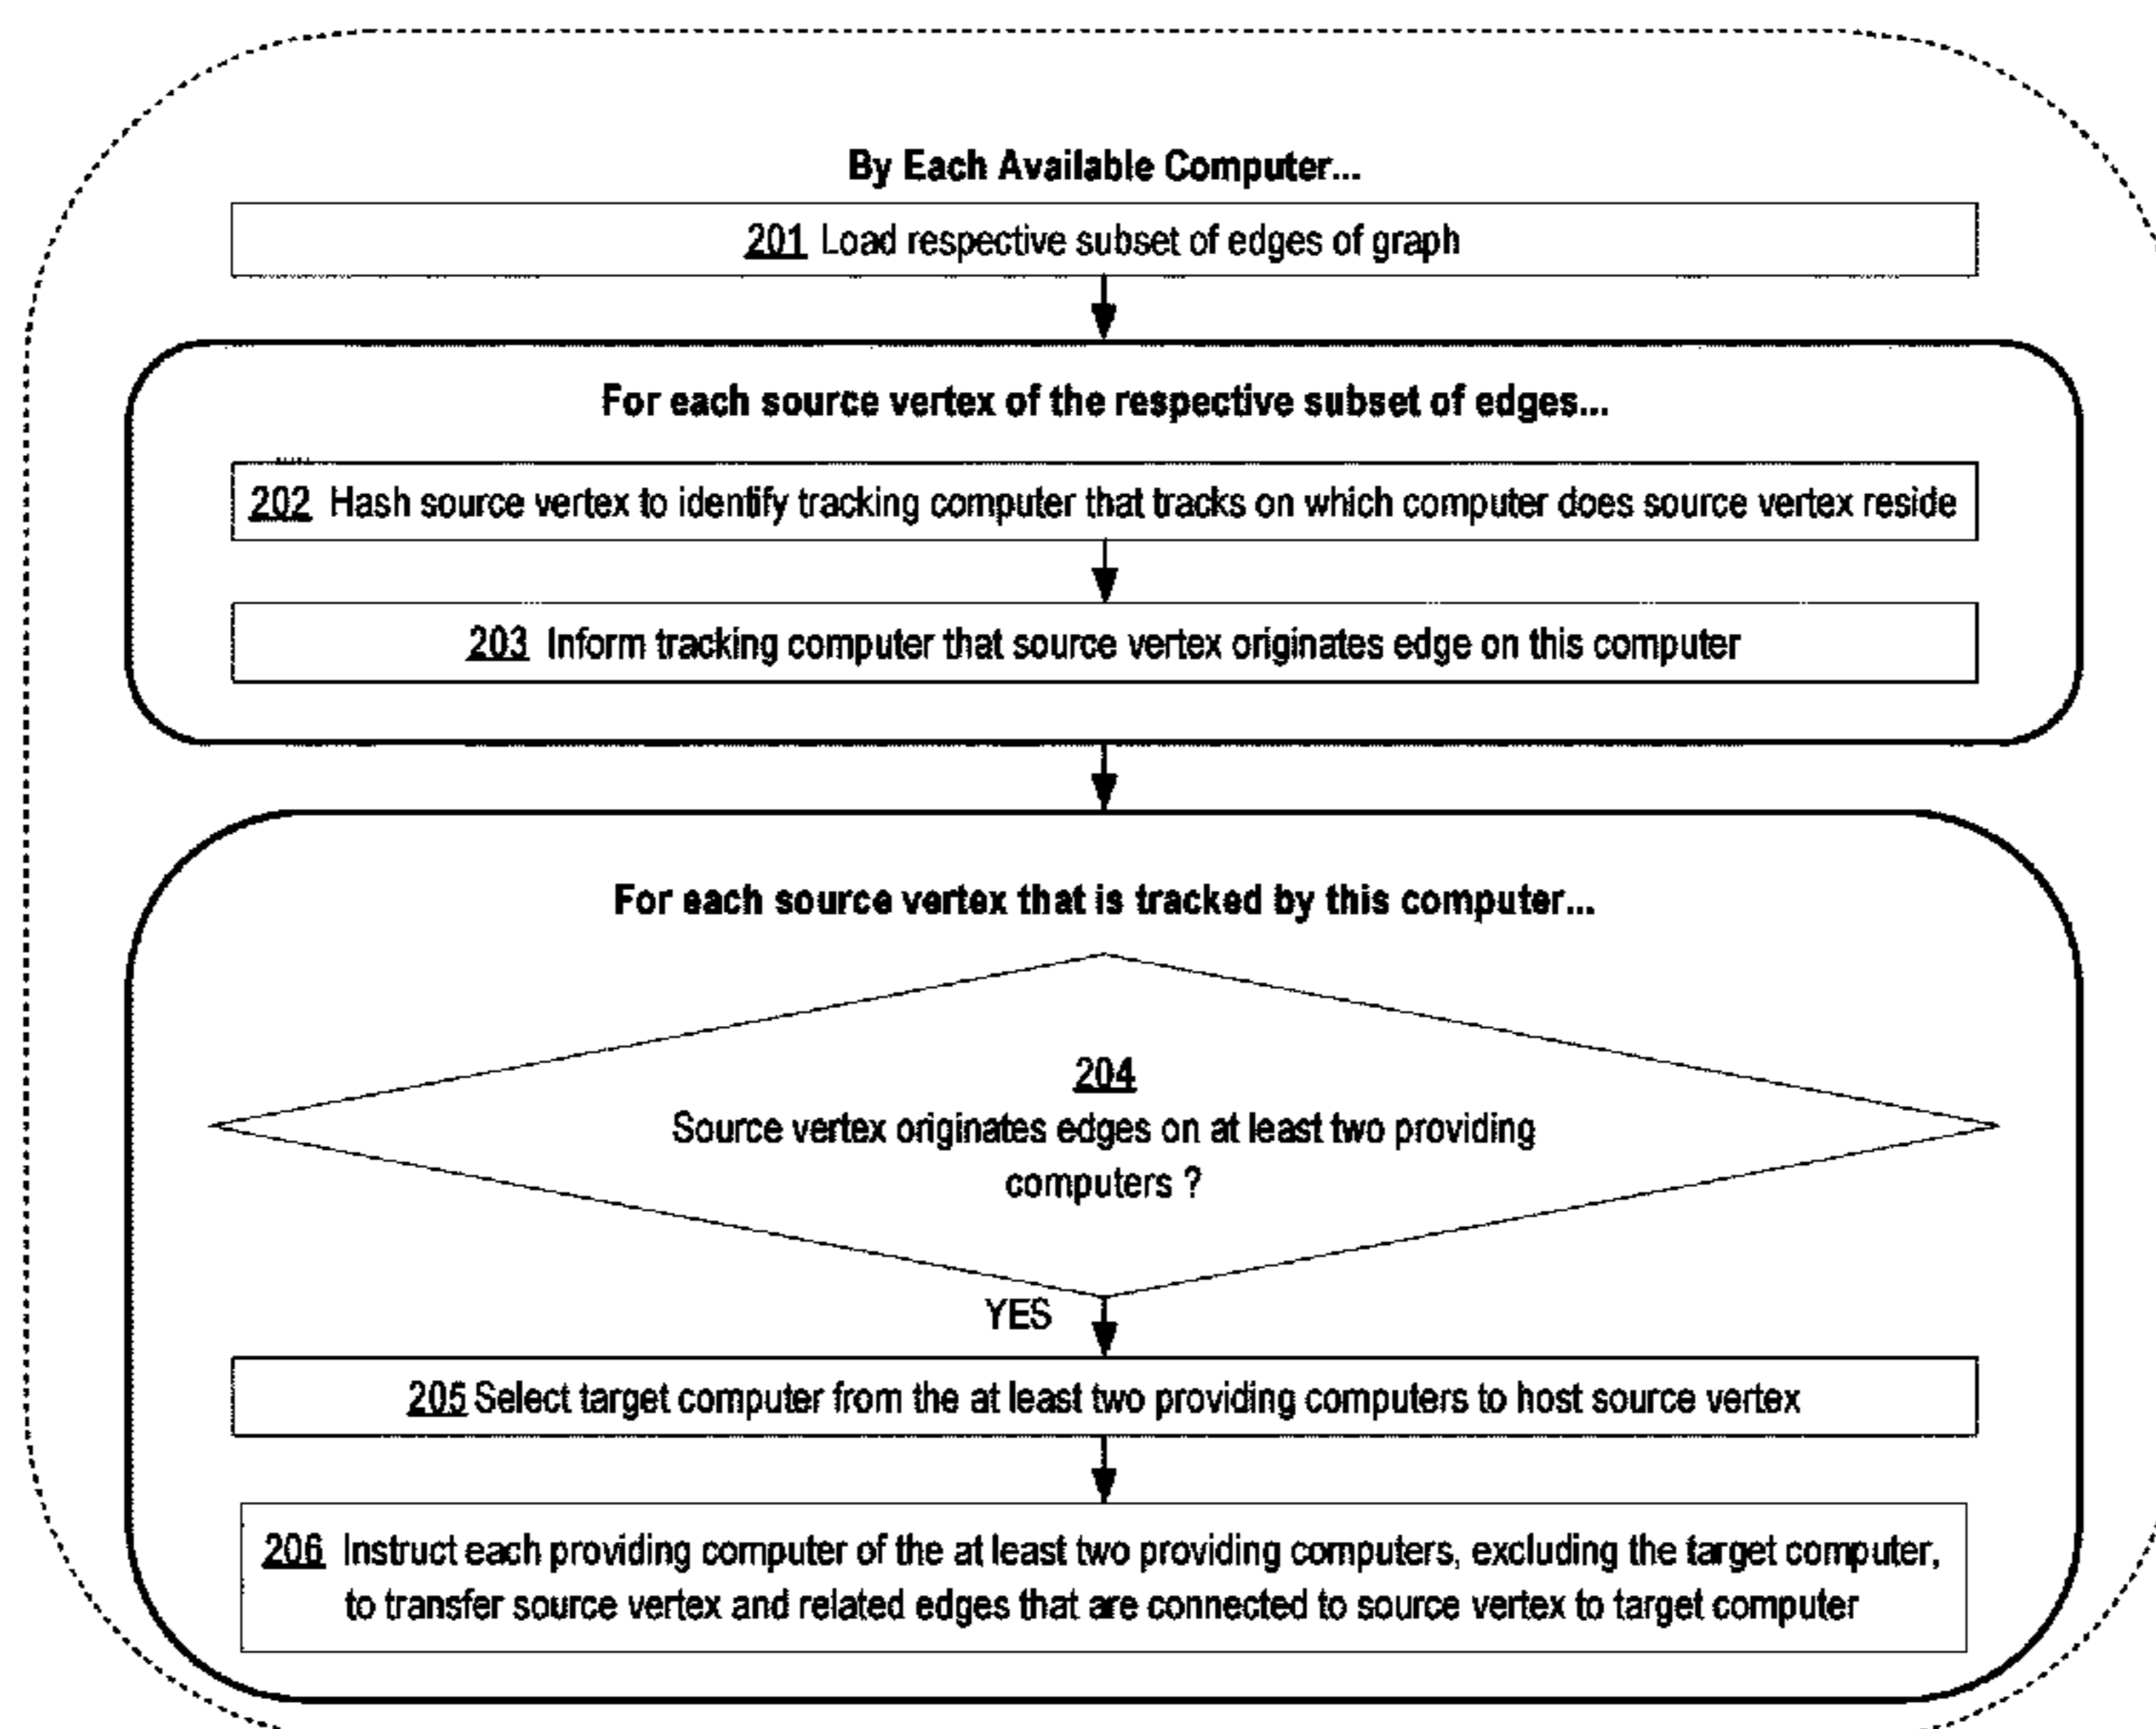 By Each Available Computer...
201 Load respective subset of edges of graph
For each source vertex of the respective subset of edges...
202 Hash source vertex to identify tracking computer that tracks on which computer does source vertex reside
203 Inform tracking computer that source vertex originates edge on this computer
For each source vertex that is tracked by this computer...
204
Source vertex originates edges on at least two providing
computers ?
YES
205 Select target computer from the at least two providing computers to host source vertex
206 Instruct each providing computer of the at least two providing computers, excluding the target computer,
to transfer source vertex and related edges that are connected to source vertex to target computer